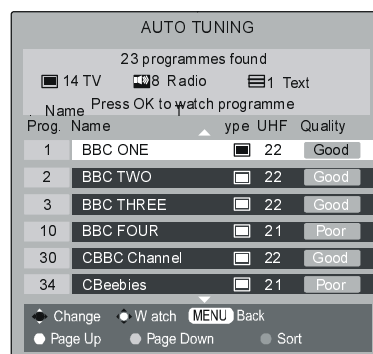 AUTO TUNING
23 programmes found
14 TV 8 Radio 1 Text
Name Press OK to watch programme
Prog. Name ype UHF Quality
1 BBC ONE 22 Good
2 BBC TWO 22 Good
3 BBC THREE 22 Good
10 BBC FOUR 21 Poor
30 CBBC Channel 22 Good
34 CBeebies 21 Poor
Change Watch MENU Back
Page Up Page Down Sort